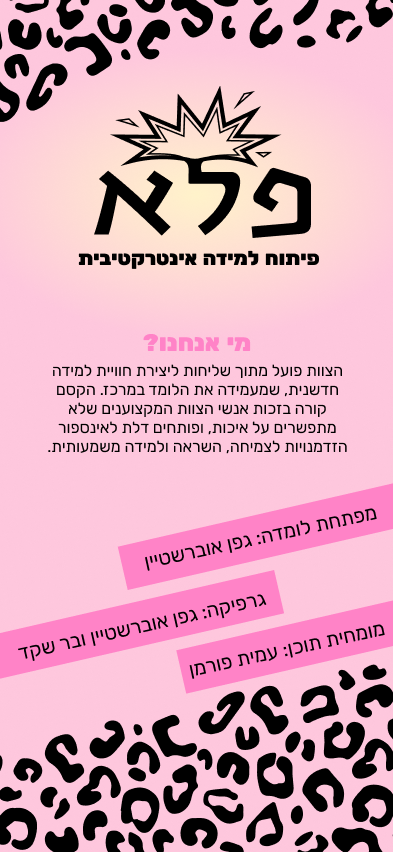 פלא
פיתוח למידה אינטרקטיבית
מי אנחנו?
הצוות פועל מתוך שליחות ליצירת חוויית למידה
חדשנית, שמעמידה את הלומד במרכז. הקסם
קורה בזכות אנשי הצוות המקצוענים שלא
מתפשרים על איכות, ופותחים דלת לאינספור
הזדמנויות לצמיחה, השראה ולמידה משמעותית.
מפתחת לומדה: גפן אוברשטיין
גרפיקה: גפן אוברשטיין ובר שקד
מומחית תוכן: עמית פורמן